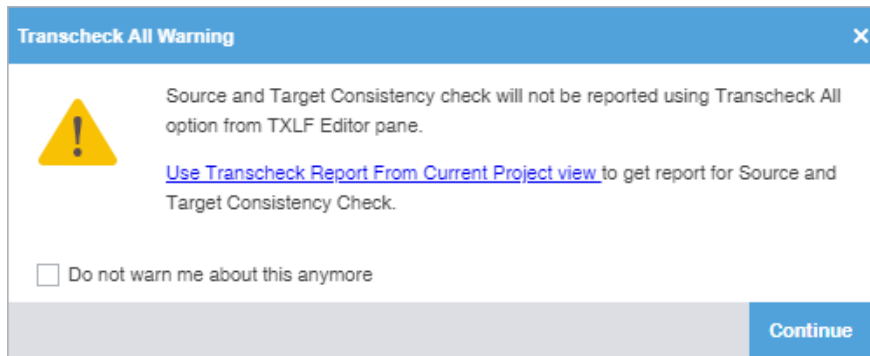 Transcheck All Warning
Source and Target Consistency check will not be reported using Transcheck All
option from TXLF Editor pane.
Use Transcheck Report From Current Project view to get report for Source and
Target Consistency Check.
Do not warn me about this anymore
Continue